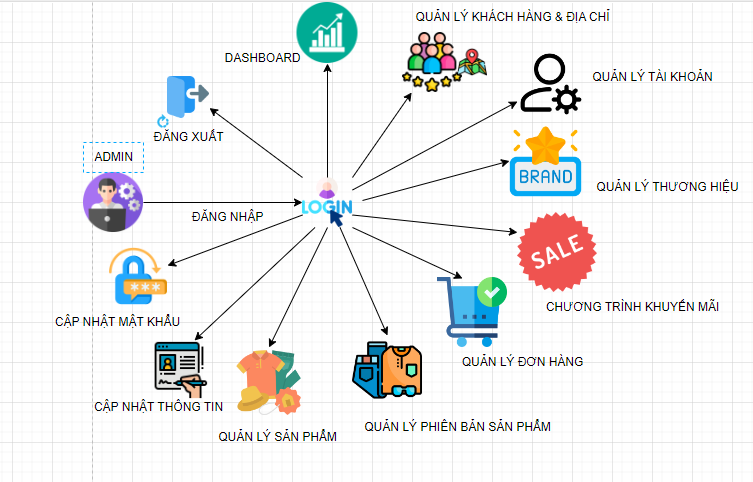 QUẢN LÝ KHÁCH HÀNG & ĐỊA CHỈ
DASHBOARD
QUẢN LÝ TÀI KHOẢN
ĐĂNG XUẤT
ADMIN
BRAND
QUẢN LÝ THƯƠNG HIỆU
LOGIN
ĐĂNG NHẬP
SALE
***
CHƯƠNG TRÌNH KHUYẾN MÃI
CẬP NHẬT MẬT KHẨU
QUẢN LÝ ĐƠN HÀNG
CẬP NHẬT THÔNG TIN
QUẢN LÝ SẢN PHẨM
QUẢN LÝ PHIÊN BẢN SẢN PHẨM